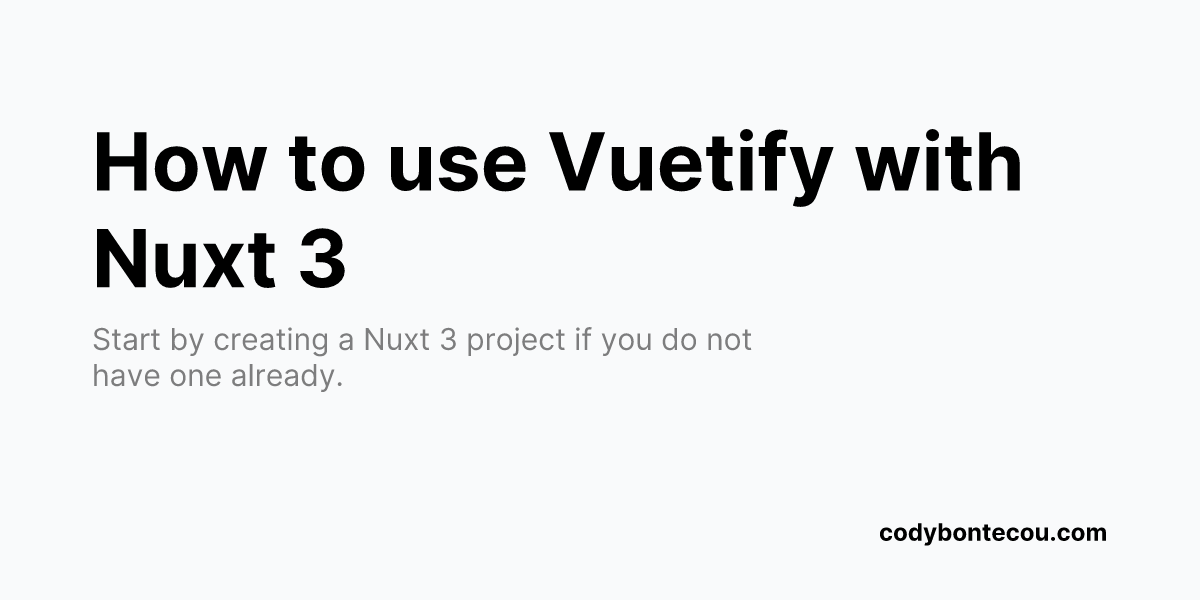 How to use Vuetify with
Nuxt 3
Start by creating a Nuxt 3 project if you do not
have one already.
codybontecou.com